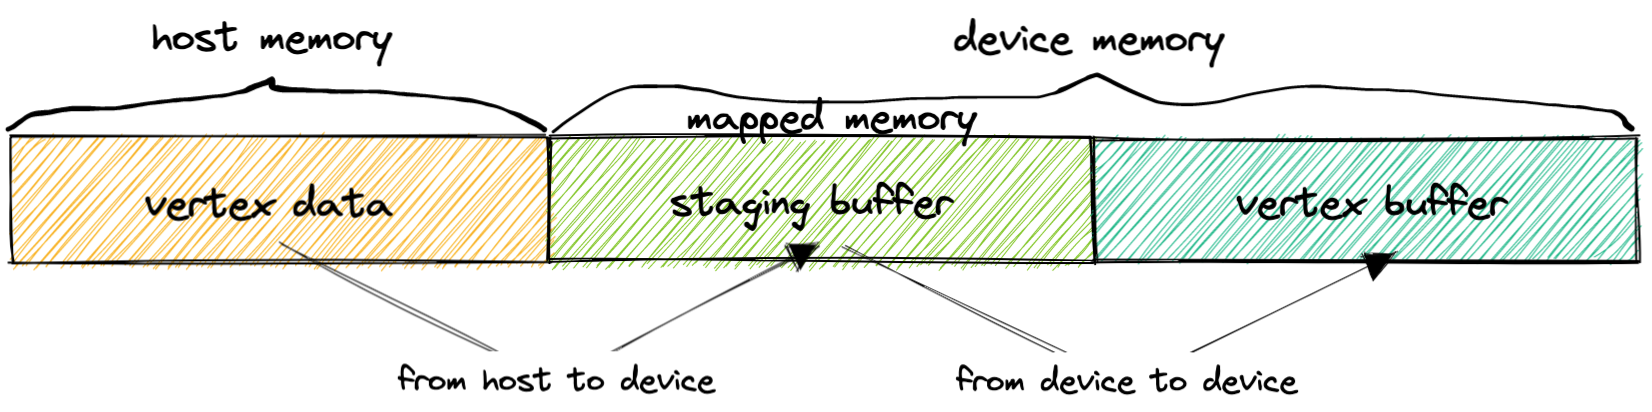 host memory
device memory
mapped memory
vertex data
staging buffer
vertex buffer
from host to device
from device to device